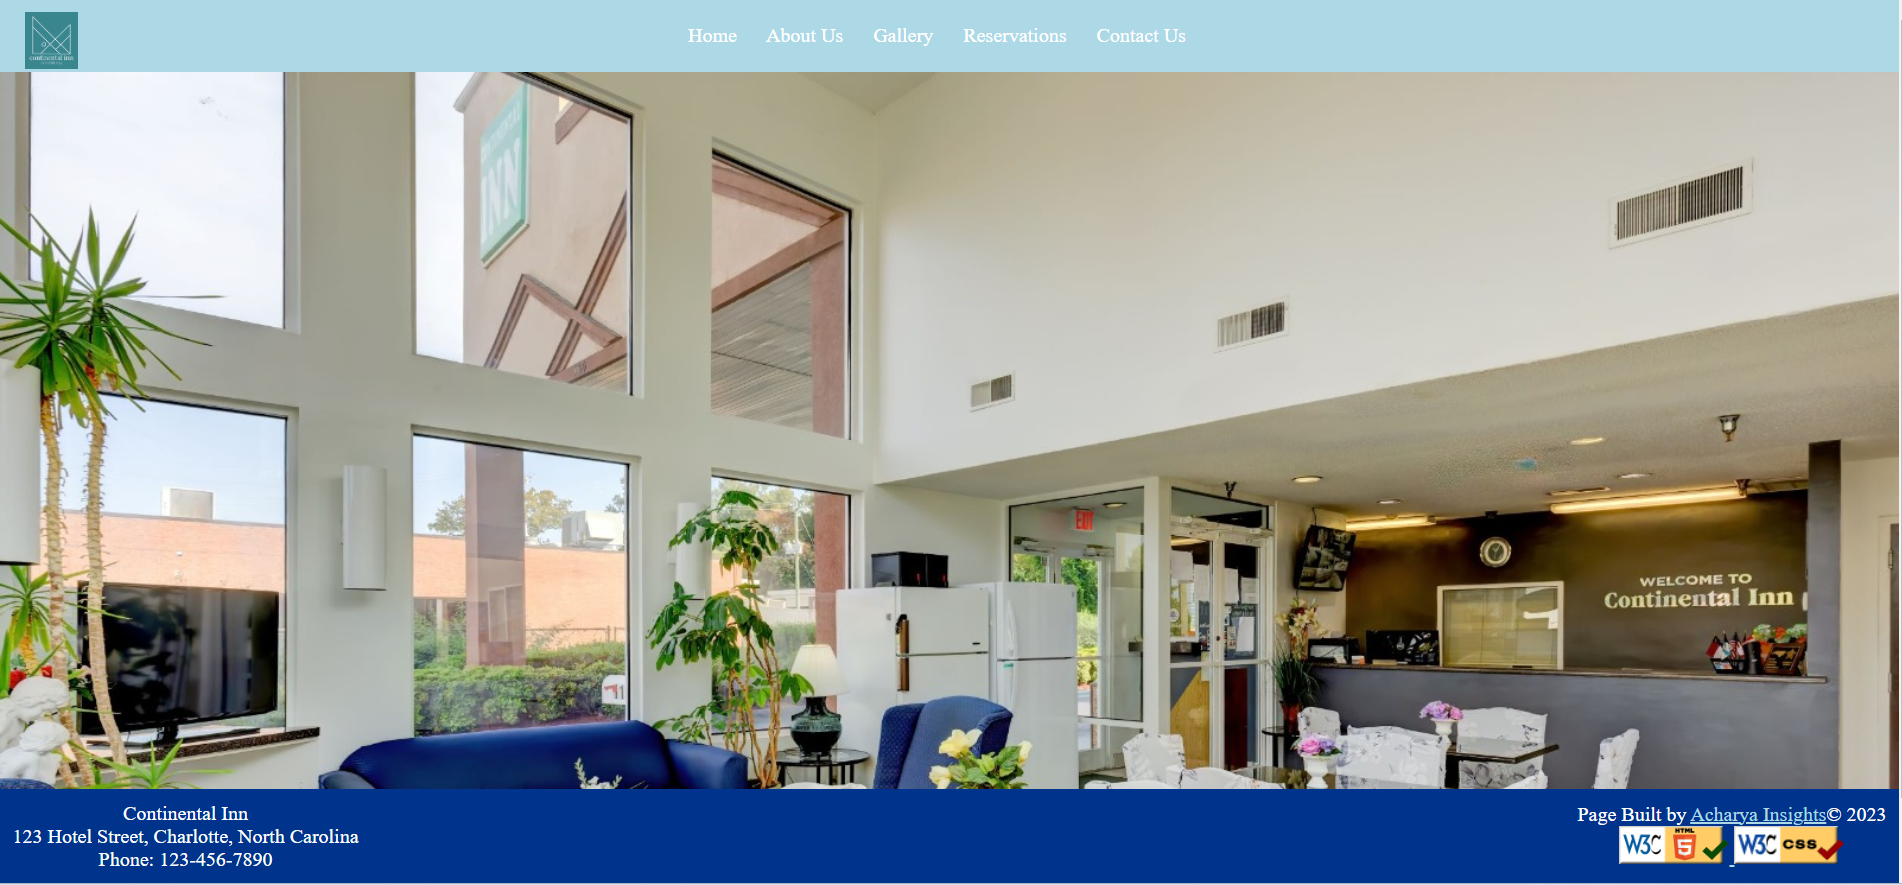 continental inn
Home About Us Gallery Reservations Contact Us
CONTINENTAL
INN
EXIT
11
WELCOME TO
Continental Inn
Continental Inn
123 Hotel Street, Charlotte, North Carolina
Phone: 123-456-7890
Page Built by Acharya Insights© 2023
W3C HTML 5 W3C css